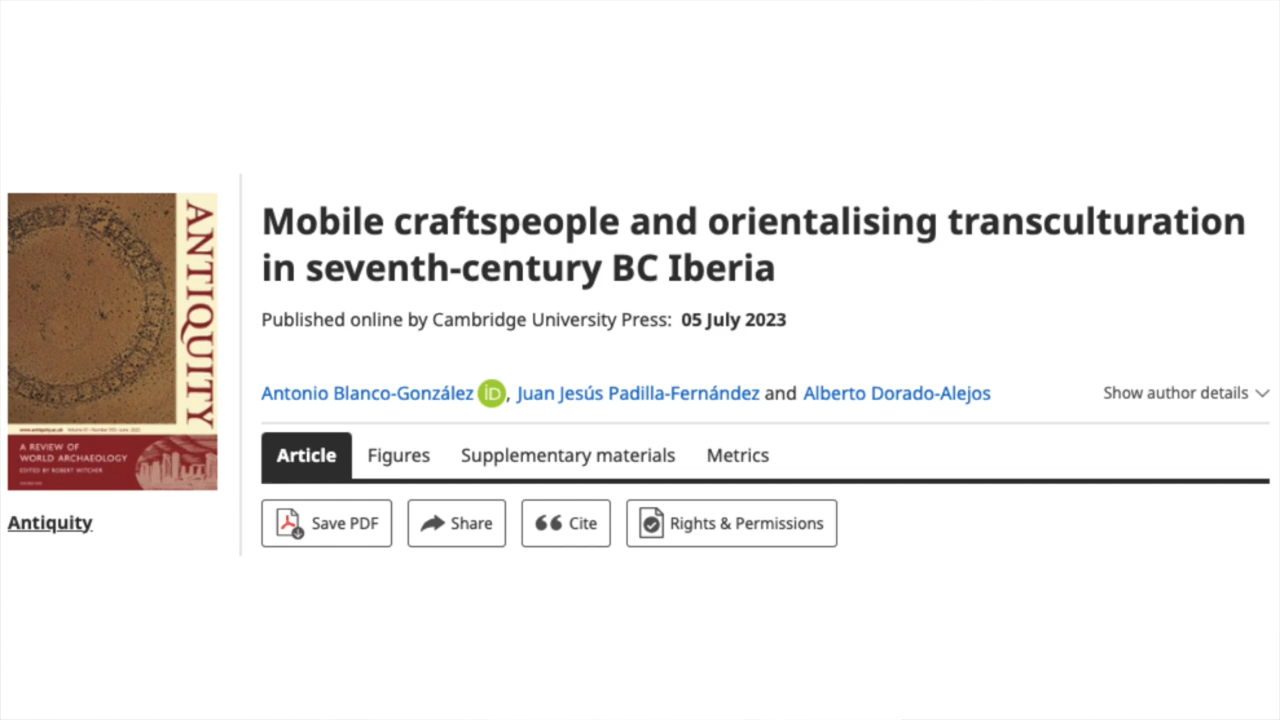 ANTIQUITY
A REVIEW OF
WORLD ARCHAEOLOGY
EDITED BY ROBERT WITCHER
Antiquity
Mobile craftspeople and orientalising transculturation
in seventh-century BC Iberia
Published online by Cambridge University Press: 05 July 2023
Antonio Blanco-González iD, Juan Jesús Padilla-Fernández and Alberto Dorado-Alejos
Show author details
Article Figures Supplementary materials Metrics
Save PDF Share Cite Rights & Permissions